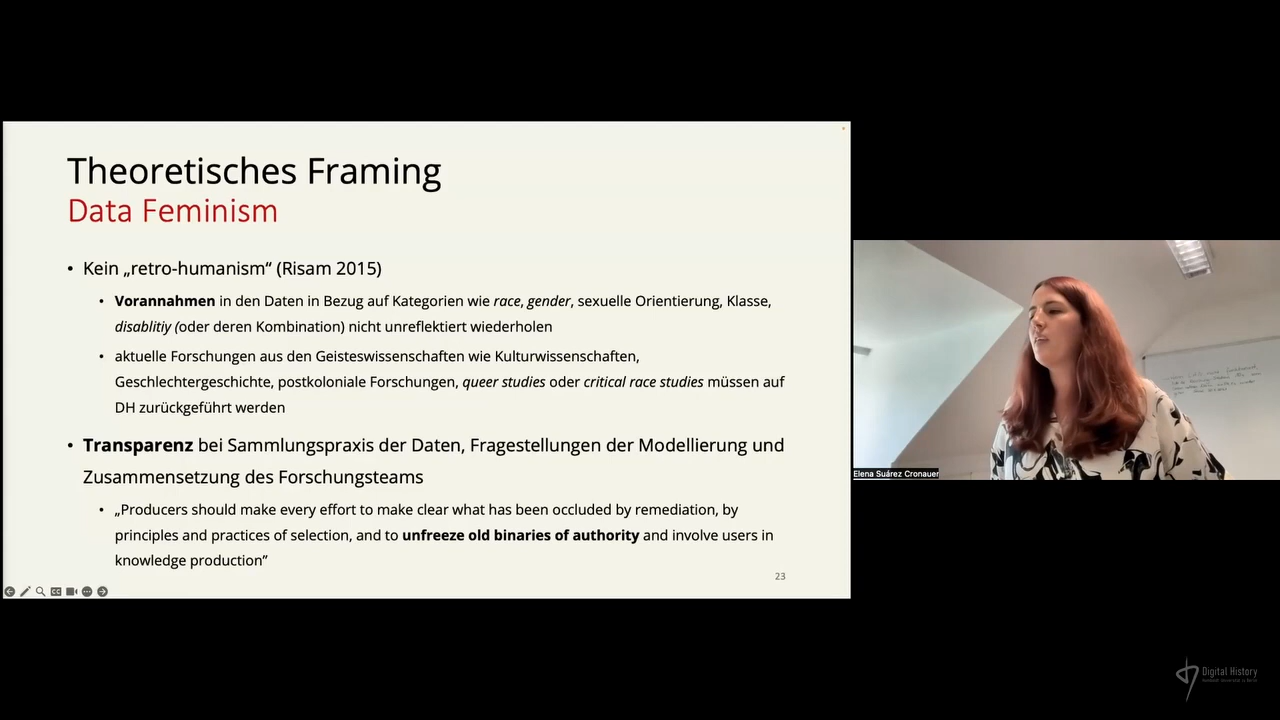 Theoretisches Framing
Data Feminism
• Kein „retro-humanism“ (Risam 2015)
• Vorannahmen in den Daten in Bezug auf Kategorien wie race, gender, sexuelle Orientierung, Klasse,
disablitiy (oder deren Kombination) nicht unreflektiert wiederholen
• aktuelle Forschungen aus den Geisteswissenschaften wie Kulturwissenschaften,
Geschlechtergeschichte, postkoloniale Forschungen, queer studies oder critical race studies müssen auf
DH zurückgeführt werden
• Transparenz bei Sammlungspraxis der Daten, Fragestellungen der Modellierung und
Zusammensetzung des Forschungsteams
• „Producers should make every effort to make clear what has been occluded by remediation, by
principles and practices of selection, and to unfreeze old binaries of authority and involve users in
knowledge production”
23
Elena Suárez Cronauer
Digital History